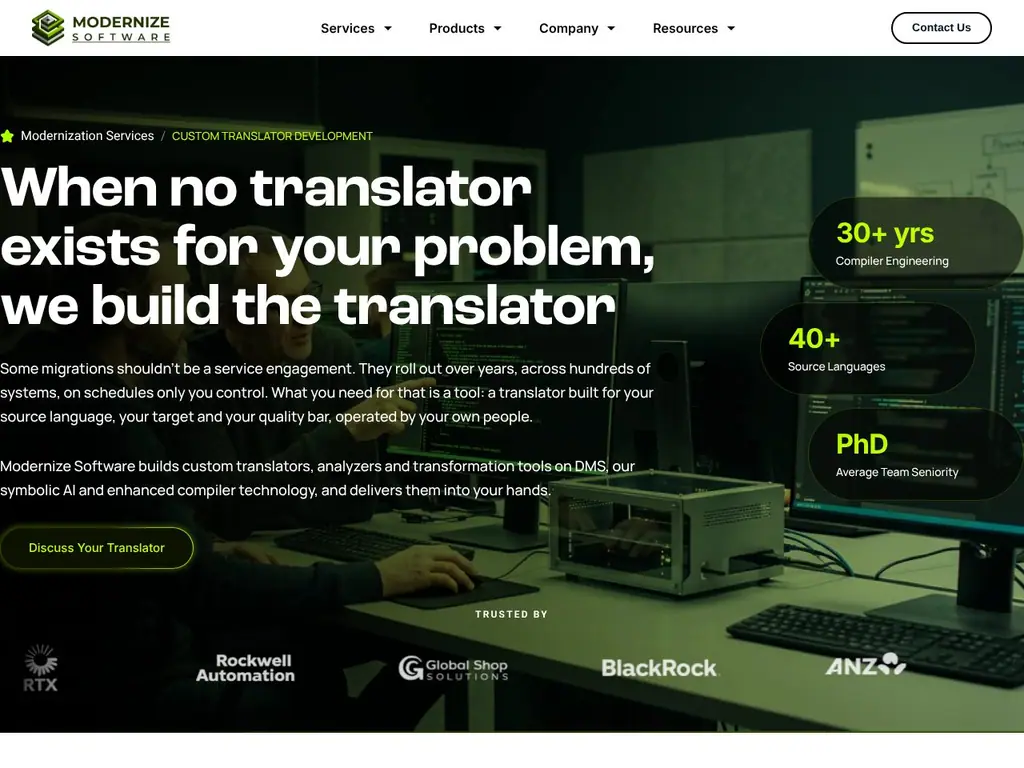 MODERNIZE
SOFTWARE
Services
Products
Company
Resources
Contact Us
Modernization Services / CUSTOM TRANSLATOR DEVELOPMENT
When no translator
exists for your problem,
we build the translator
Some migrations shouldn't be a service engagement. They roll out over years, across hundreds of
systems, on schedules only you control. What you need for that is a tool: a translator built for your
source language, your target and your quality bar, operated by your own people.
Modernize Software builds custom translators, analyzers and transformation tools on DMS, our
symbolic AI and enhanced compiler technology, and delivers them into your hands.
Discuss Your Translator
30+ yrs
Compiler Engineering
40+
Source Languages
PhD
Average Team Seniority
TRUSTED BY
RTX
Rockwell
Automation
Global Shop
SOLUTIONS
BlackRock
ANZ